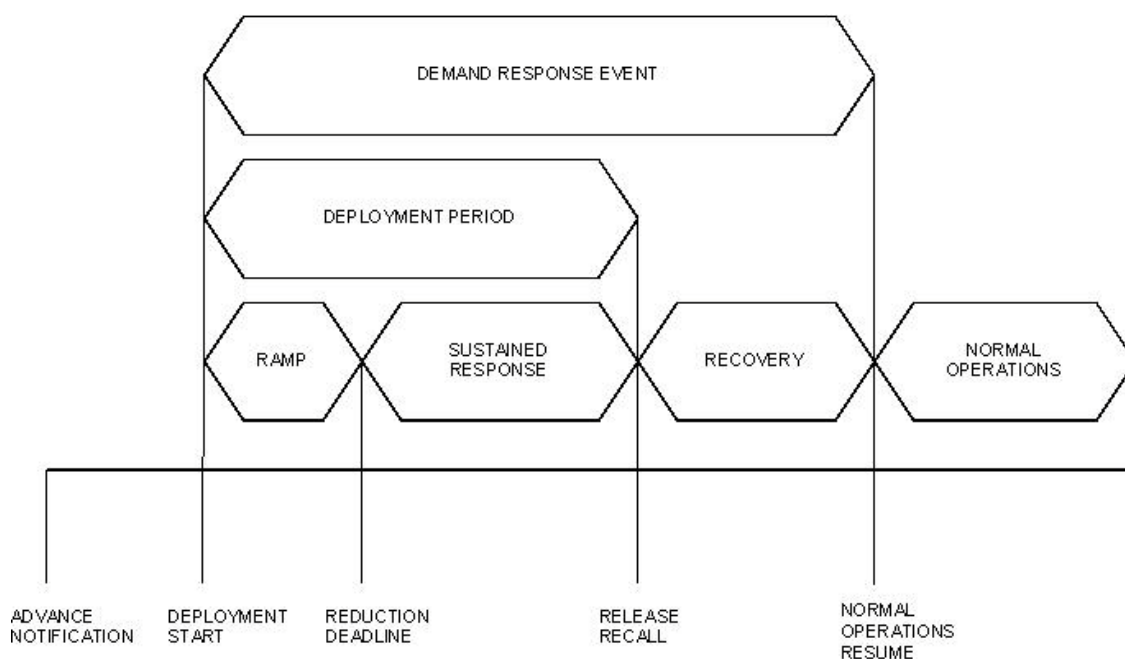 DEMAND RESPONSE EVENT
DEPLOYMENT PERIOD
RAMP
SUSTAINED
RESPONSE
RECOVERY
NORMAL
OPERATIONS
ADVANCE
NOTIFICATION
DEPLOYMENT
START
REDUCTION
DEADLINE
RELEASE
RECALL
NORMAL
OPERATIONS
RESUME